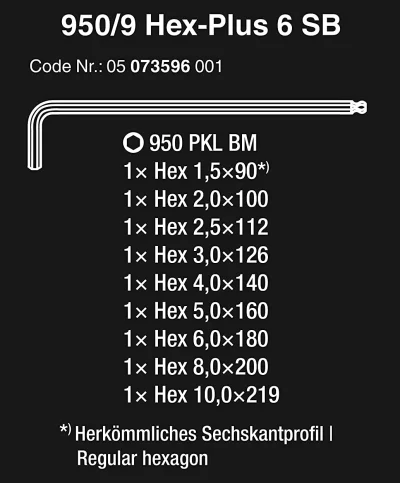 950/9 Hex-Plus 6 SB
Code Nr.: 05 073596 001
950 PKL BM
1× Hex 1,5×90*)
1× Hex 2,0×100
1× Hex 2,5×112
1× Hex 3,0×126
1× Hex 4,0×140
1× Hex 5,0×160
1× Hex 6,0×180
1× Hex 8,0×200
1× Hex 10,0×219
*) Herkömmliches Sechskantprofil |
Regular hexagon